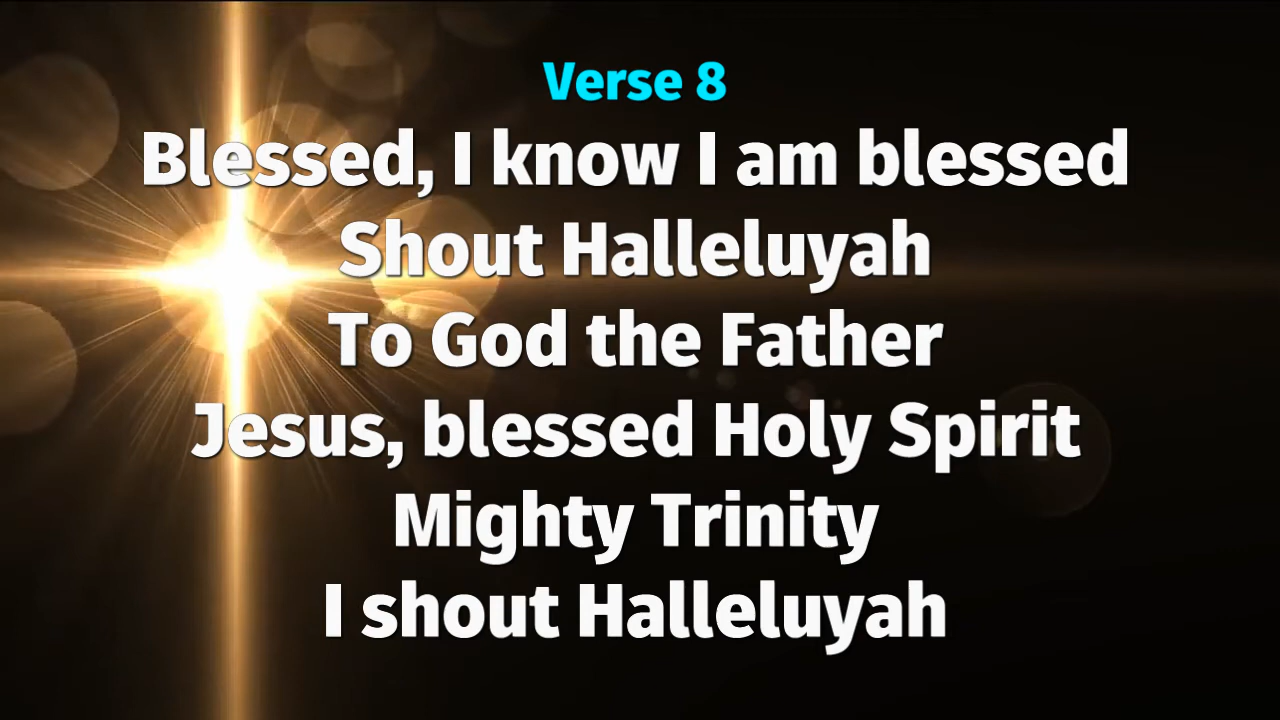 Verse 8
Blessed, I know I am blessed
Shout Halleluyah
To God the Father
Jesus, blessed Holy Spirit
Mighty Trinity
I shout Halleluyah